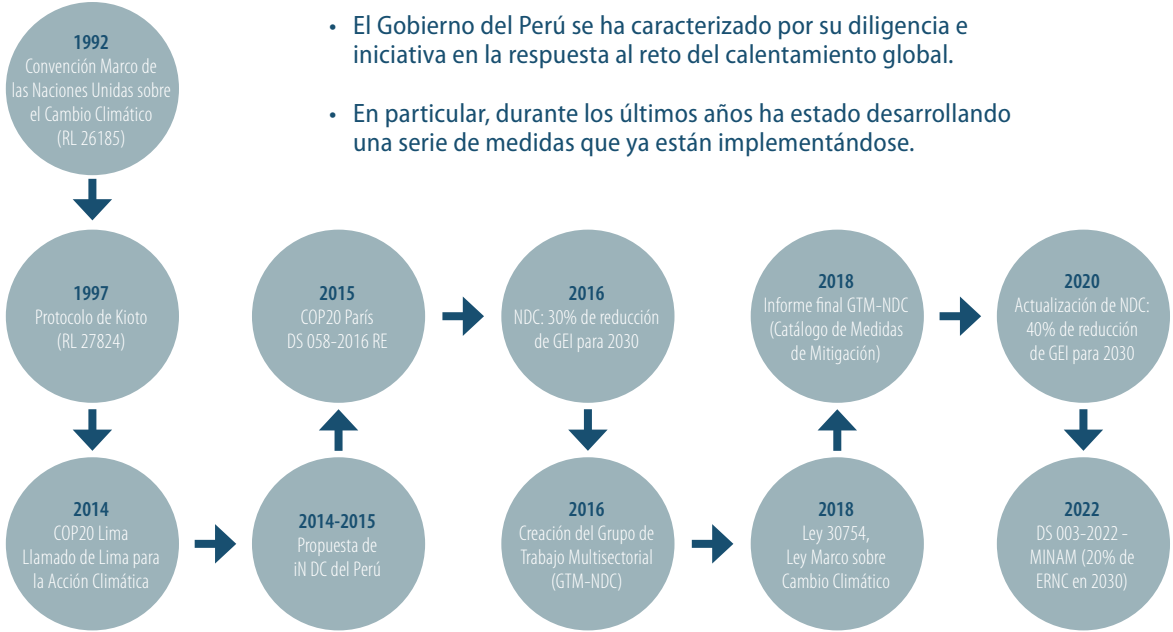 • El Gobierno del Perú se ha caracterizado por su diligencia e
iniciativa en la respuesta al reto del calentamiento global.
• En particular, durante los últimos años ha estado desarrollando
una serie de medidas que ya están implementándose.
1992
Convención Marco de
las Naciones Unidas sobre
el Cambio Climático
(RL 26185)
1997
Protocolo de Kioto
(RL 27824)
2014
COP20 Lima
Llamado de Lima para
la Acción Climática
2014-2015
Propuesta de
iN DC del Perú
2015
COP20 París
DS 058-2016 RE
2016
NDC: 30% de reducción
de GEI para 2030
2016
Creación del Grupo de
Trabajo Multisectorial
(GTM-NDC)
2018
Ley 30754,
Ley Marco sobre
Cambio Climático
2018
Informe final GTM-NDC
(Catálogo de Medidas
de Mitigación)
2020
Actualización de NDC:
40% de reducción
de GEI para 2030
2022
DS 003-2022 -
MINAM (20% de
ERNC en 2030)